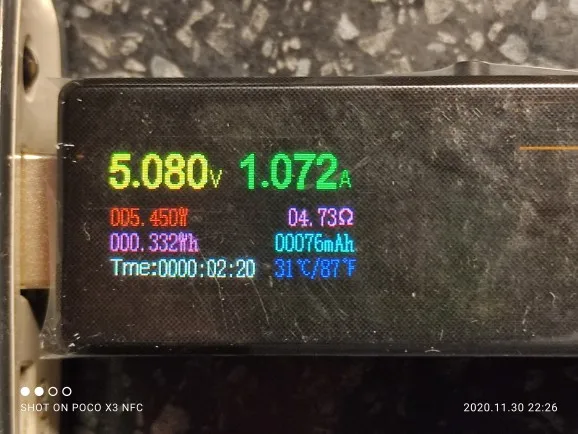 5.080V 1.072A
005.450W 04.73Ω
000.332Wh 00076mAh
Tme:0000:02:20 31℃/87℉
SHOT ON POCO X3 NFC 2020.11.30 22:26